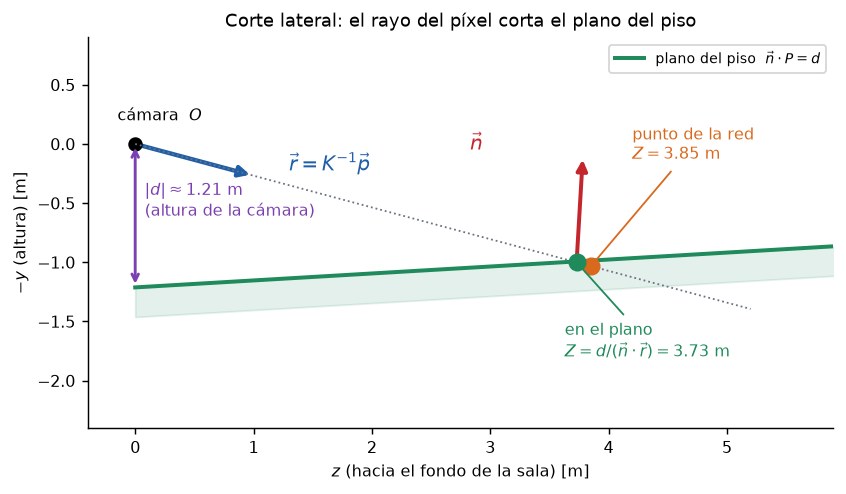 Corte lateral: el rayo del píxel corta el plano del piso
plano del piso n⃗ · P = d
cámara O
r⃗ = K⁻¹p⃗
n⃗
punto de la red
Z = 3.85 m
|d| ≈ 1.21 m
(altura de la cámara)
en el plano
Z = d/(n⃗ · r⃗) = 3.73 m
−y (altura) [m]
0.5
0.0
−0.5
−1.0
−1.5
−2.0
0 1 2 3 4 5
z (hacia el fondo de la sala) [m]